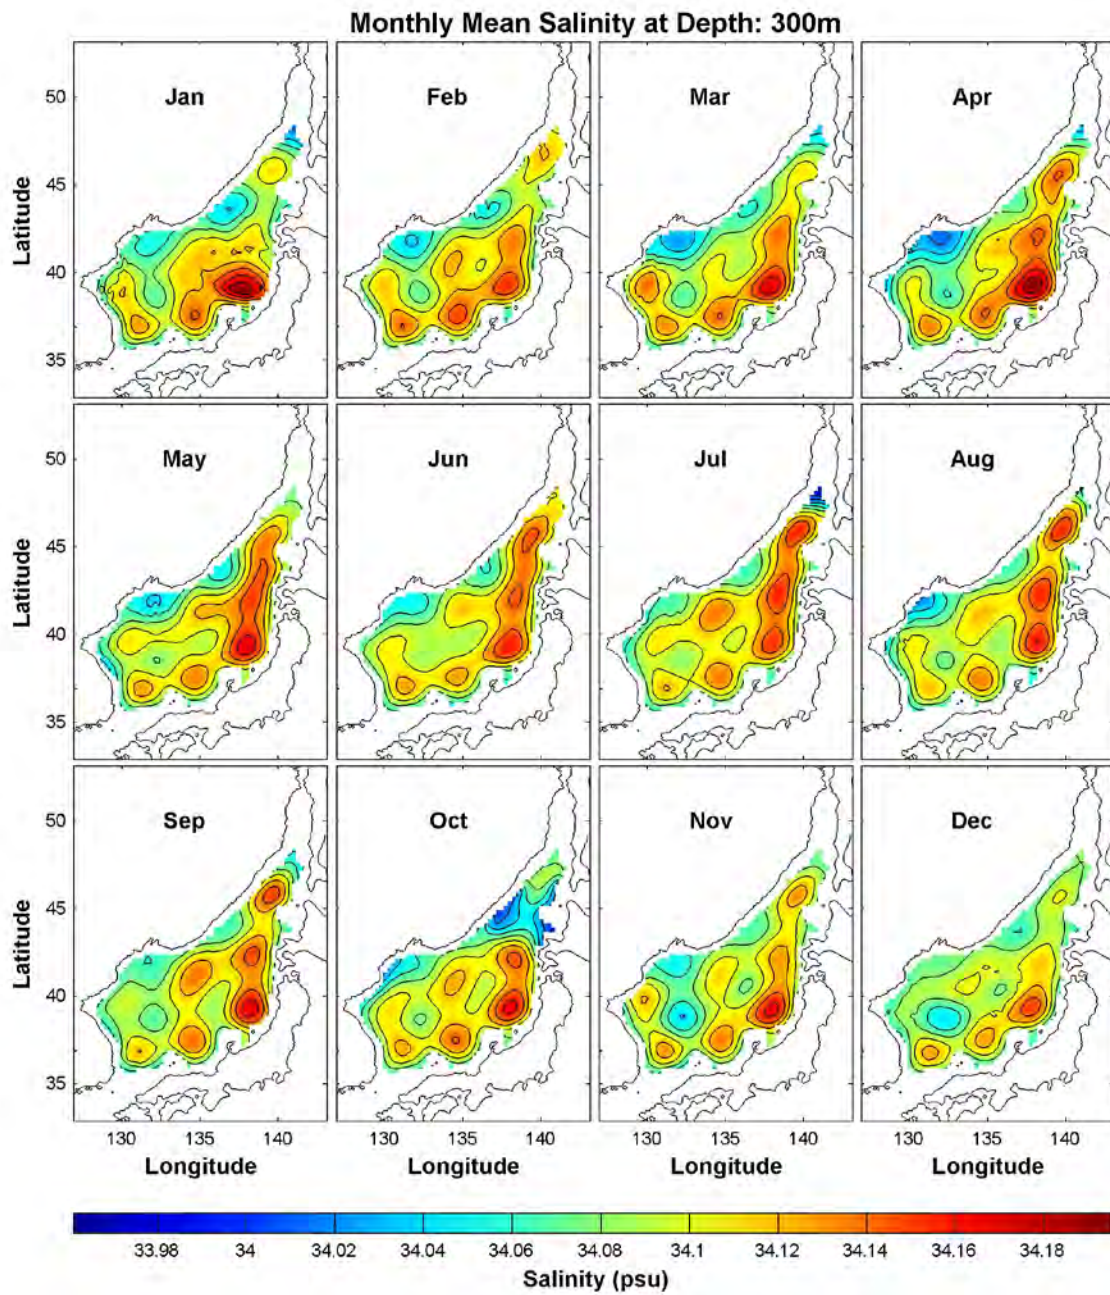 Monthly Mean Salinity at Depth: 300m
Jan Feb Mar Apr
50
45
40
35
Latitude
May Jun Jul Aug
50
45
40
35
Latitude
Sep Oct Nov Dec
50
45
40
35
Latitude
130 135 140 130 135 140 130 135 140 130 135 140
Longitude Longitude Longitude Longitude
33.98 34 34.02 34.04 34.06 34.08 34.1 34.12 34.14 34.16 34.18
Salinity (psu)